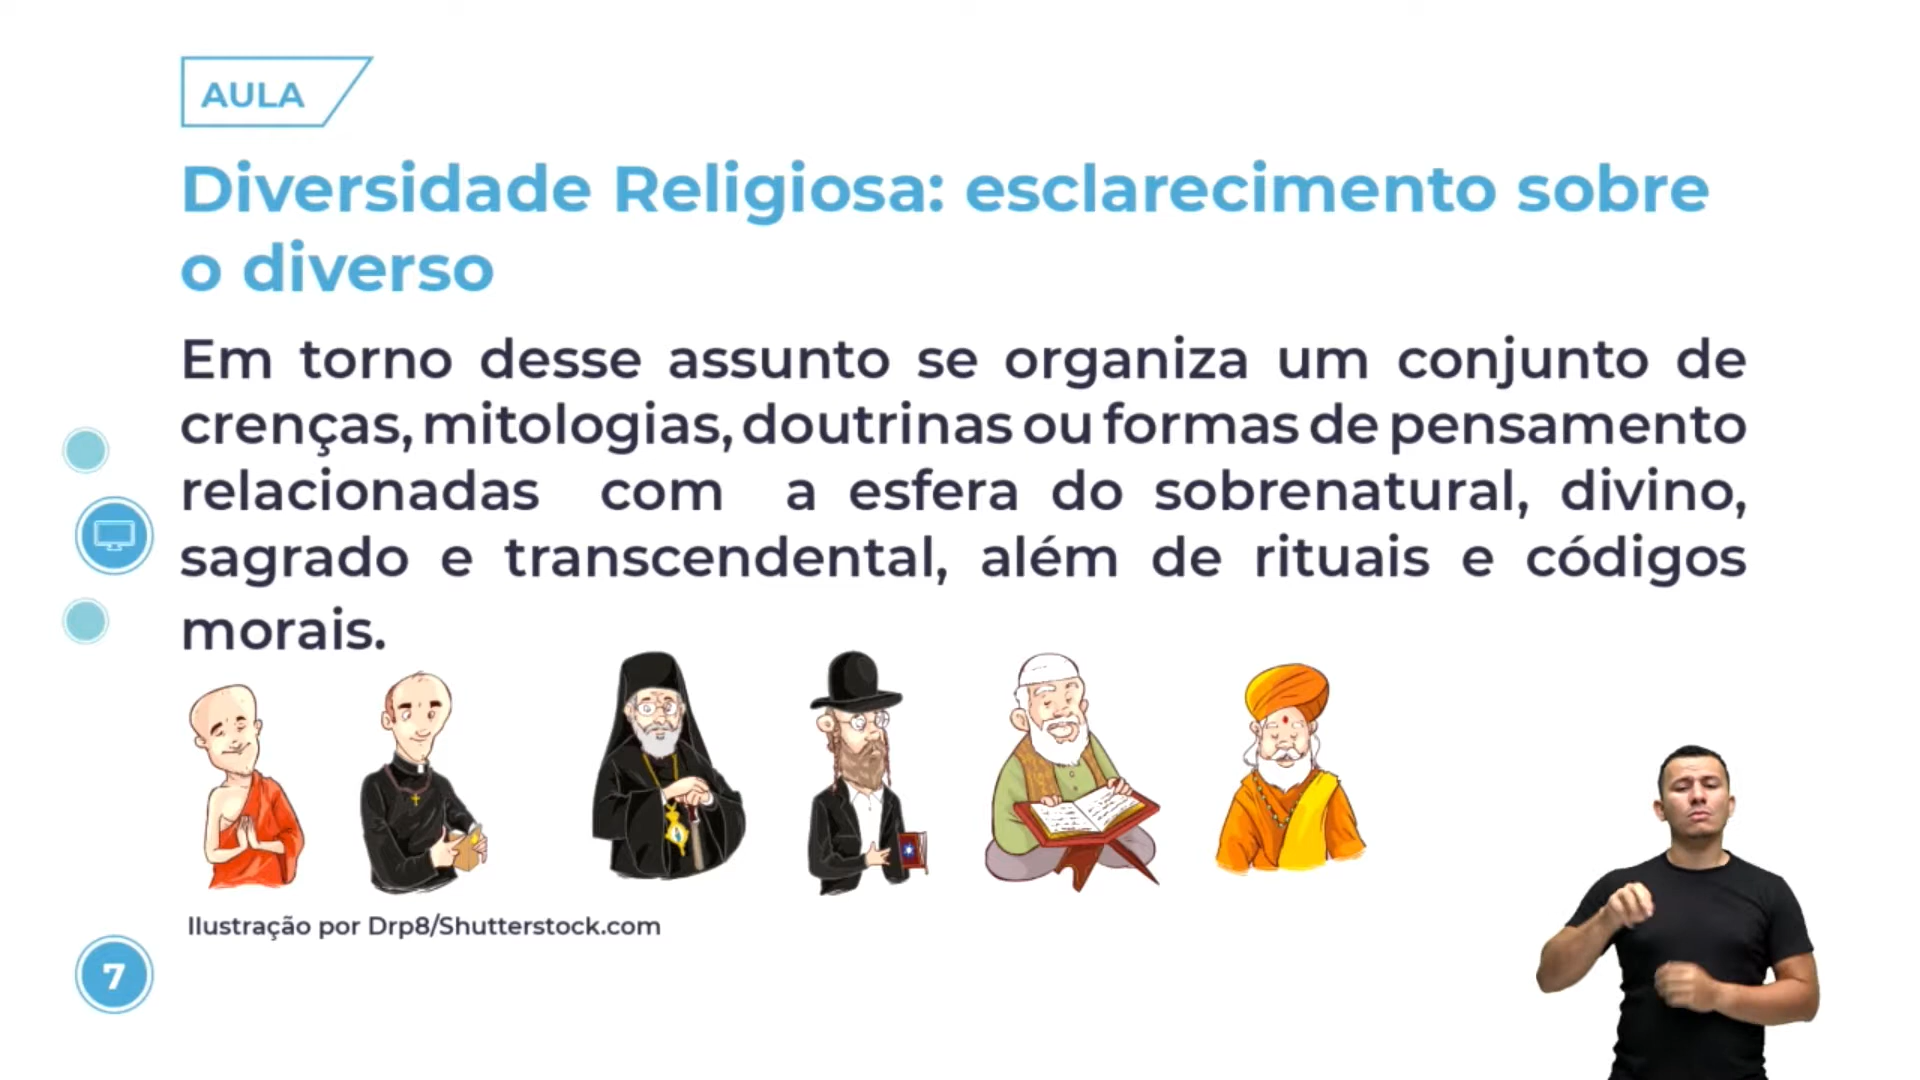 AULA
Diversidade Religiosa: esclarecimento sobre
o diverso
Em torno desse assunto se organiza um conjunto de
crenças, mitologias, doutrinas ou formas de pensamento
relacionadas com a esfera do sobrenatural, divino,
sagrado e transcendental, além de rituais e códigos
morais.
Ilustração por Drp8/Shutterstock.com
7